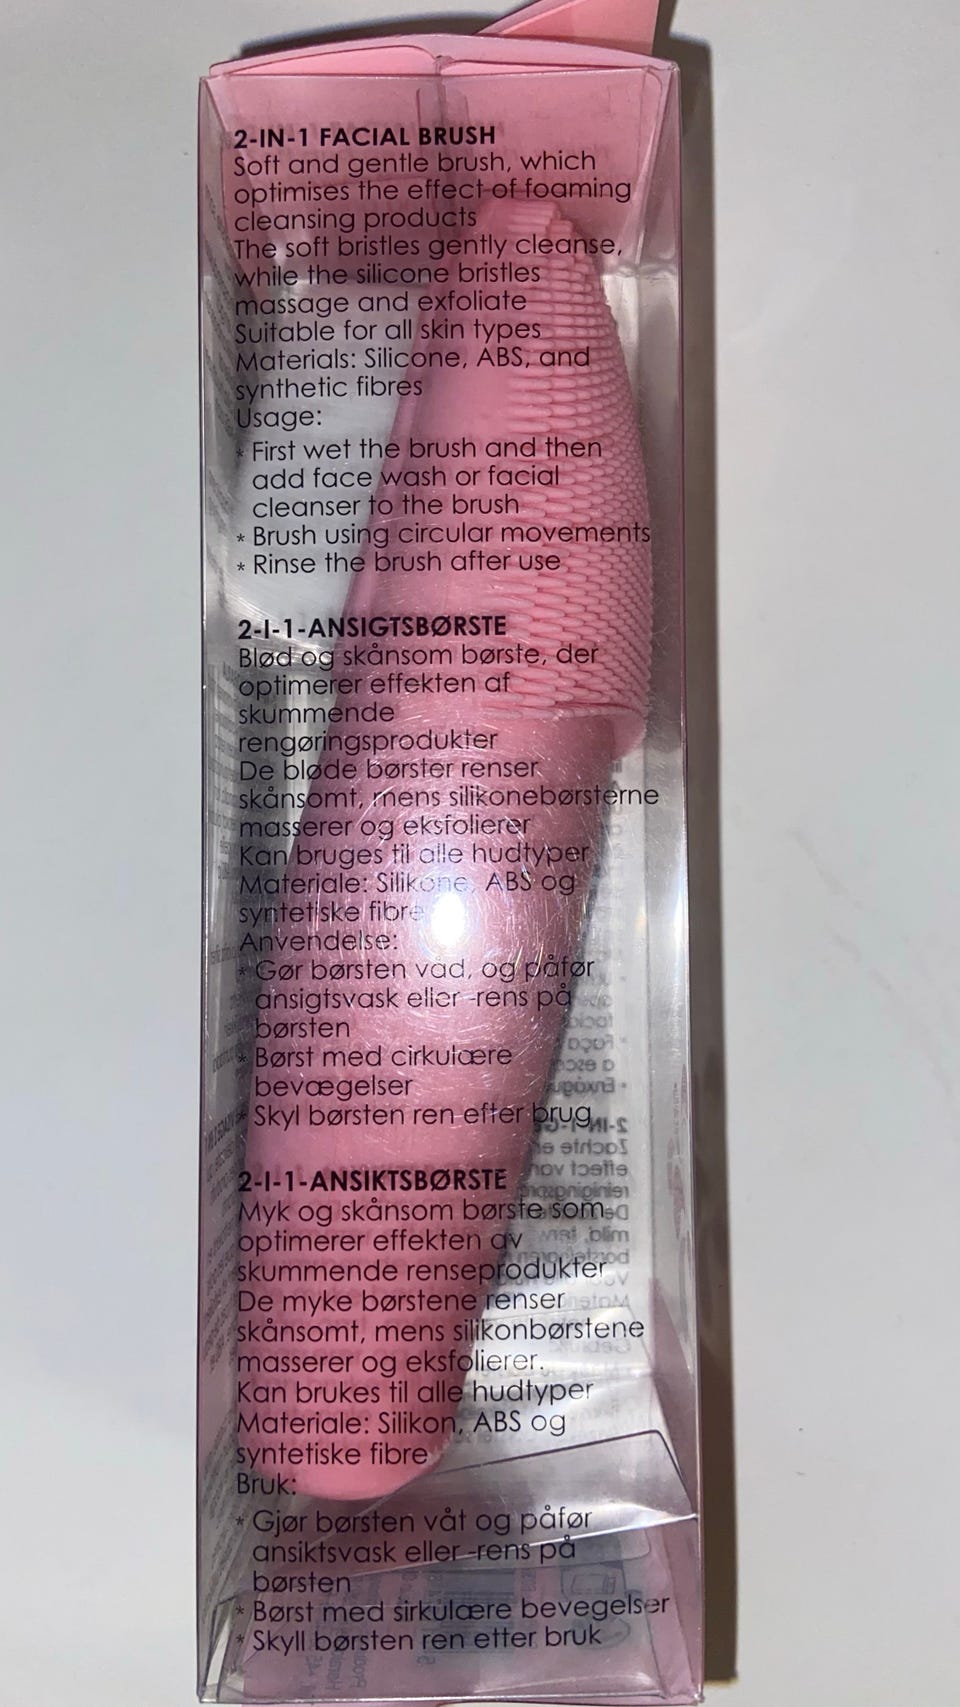 2-IN-1 FACIAL BRUSH
Soft and gentle brush, which
optimises the effect of foaming
cleansing products
The soft bristles gently cleanse,
while the silicone bristles
massage and exfoliate
Suitable for all skin types
Materials: Silicone, ABS, and
synthetic fibres
Usage:
* First wet the brush and then
add face wash or facial
cleanser to the brush
* Brush using circular movements
* Rinse the brush after use
2-I-1-ANSIGTSBØRSTE
Blød og skånsom børste, der
optimerer effekten af
skummende
rengøringsprodukter
De bløde børster renser
skånsomt, mens silikonebørsterne
masserer og eksfolierer
Kan bruges til alle hudtyper
Materiale: Silikone, ABS og
syntetiske fibre
Anvendelse:
* Gør børsten våd, og påfør
ansigtsvask eller -rens på
børsten
* Børst med cirkulære
bevægelser
* Skyl børsten ren efter brug
2-I-1-ANSIKTSBØRSTE
Myk og skånsom børste som
optimerer effekten av
skummende renseprodukter
De myke børstene renser
skånsomt, mens silikonbørstene
masserer og eksfolierer.
Kan brukes til alle hudtyper
Materiale: Silikon, ABS og
syntetiske fibre
Bruk:
* Gjør børsten våt og påfør
ansiktsvask eller -rens på
børsten
* Børst med sirkulære bevegelser
* Skyll børsten ren etter bruk